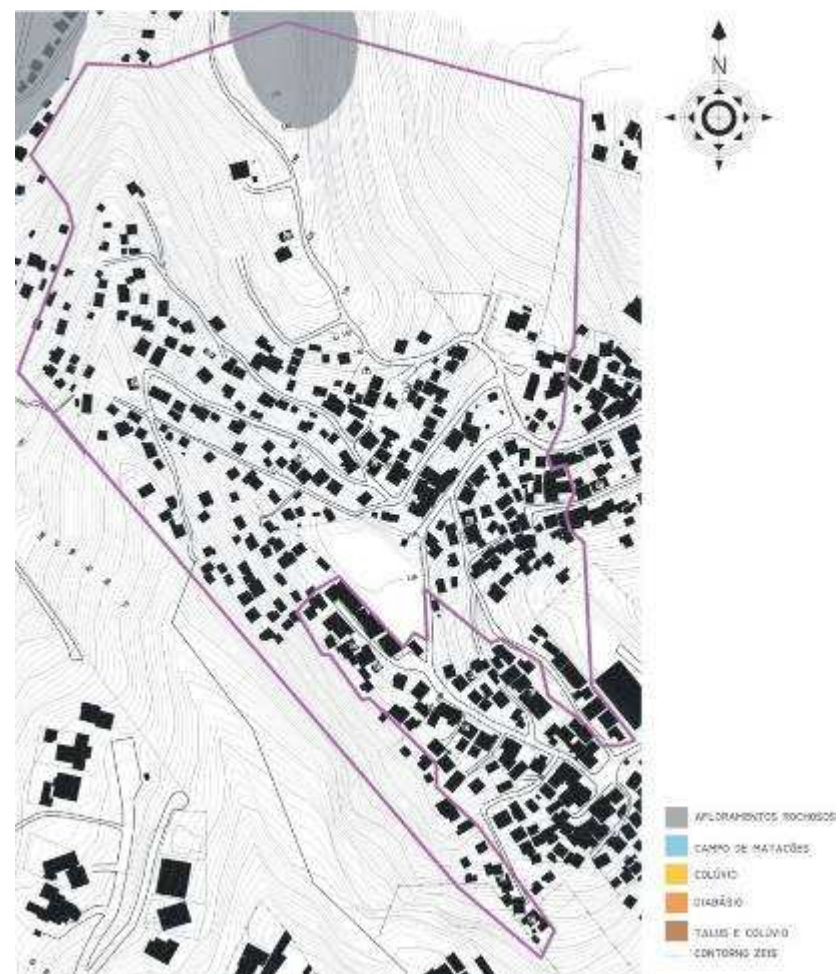 N
AFLORAMENTOS ROCHOSOS
CAMPO DE MATACÕES
COLÚVIO
DIABÁSIO
TALUS E COLÚVIO
CONTORNO ZEIS